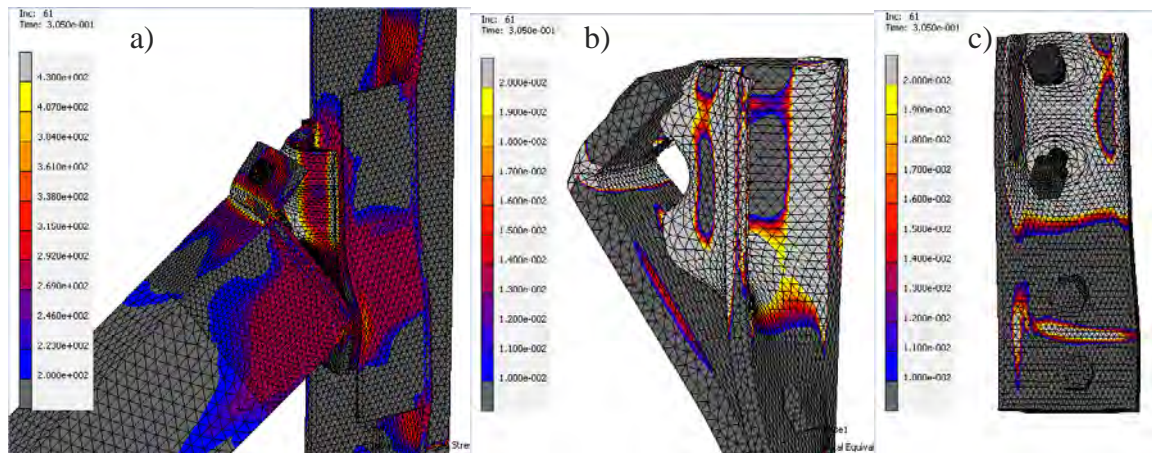 Inc: 61
Time: 3.050e-001
a)
4.300e+002
4.070e+002
3.040e+002
3.610e+002
3.380e+002
3.150e+002
2.920e+002
2.690e+002
2.460e+002
2.230e+002
2.000e+002
Stre
Inc: 61
Time: 3.050e-001
b)
2.000e-002
1.900e-002
1.800e-002
1.700e-002
1.600e-002
1.500e-002
1.400e-002
1.300e-002
1.200e-002
1.100e-002
1.000e-002
Equival
Inc: 61
Time: 3.050e-001
c)
2.000e-002
1.900e-002
1.800e-002
1.700e-002
1.600e-002
1.500e-002
1.400e-002
1.300e-002
1.200e-002
1.100e-002
1.000e-002